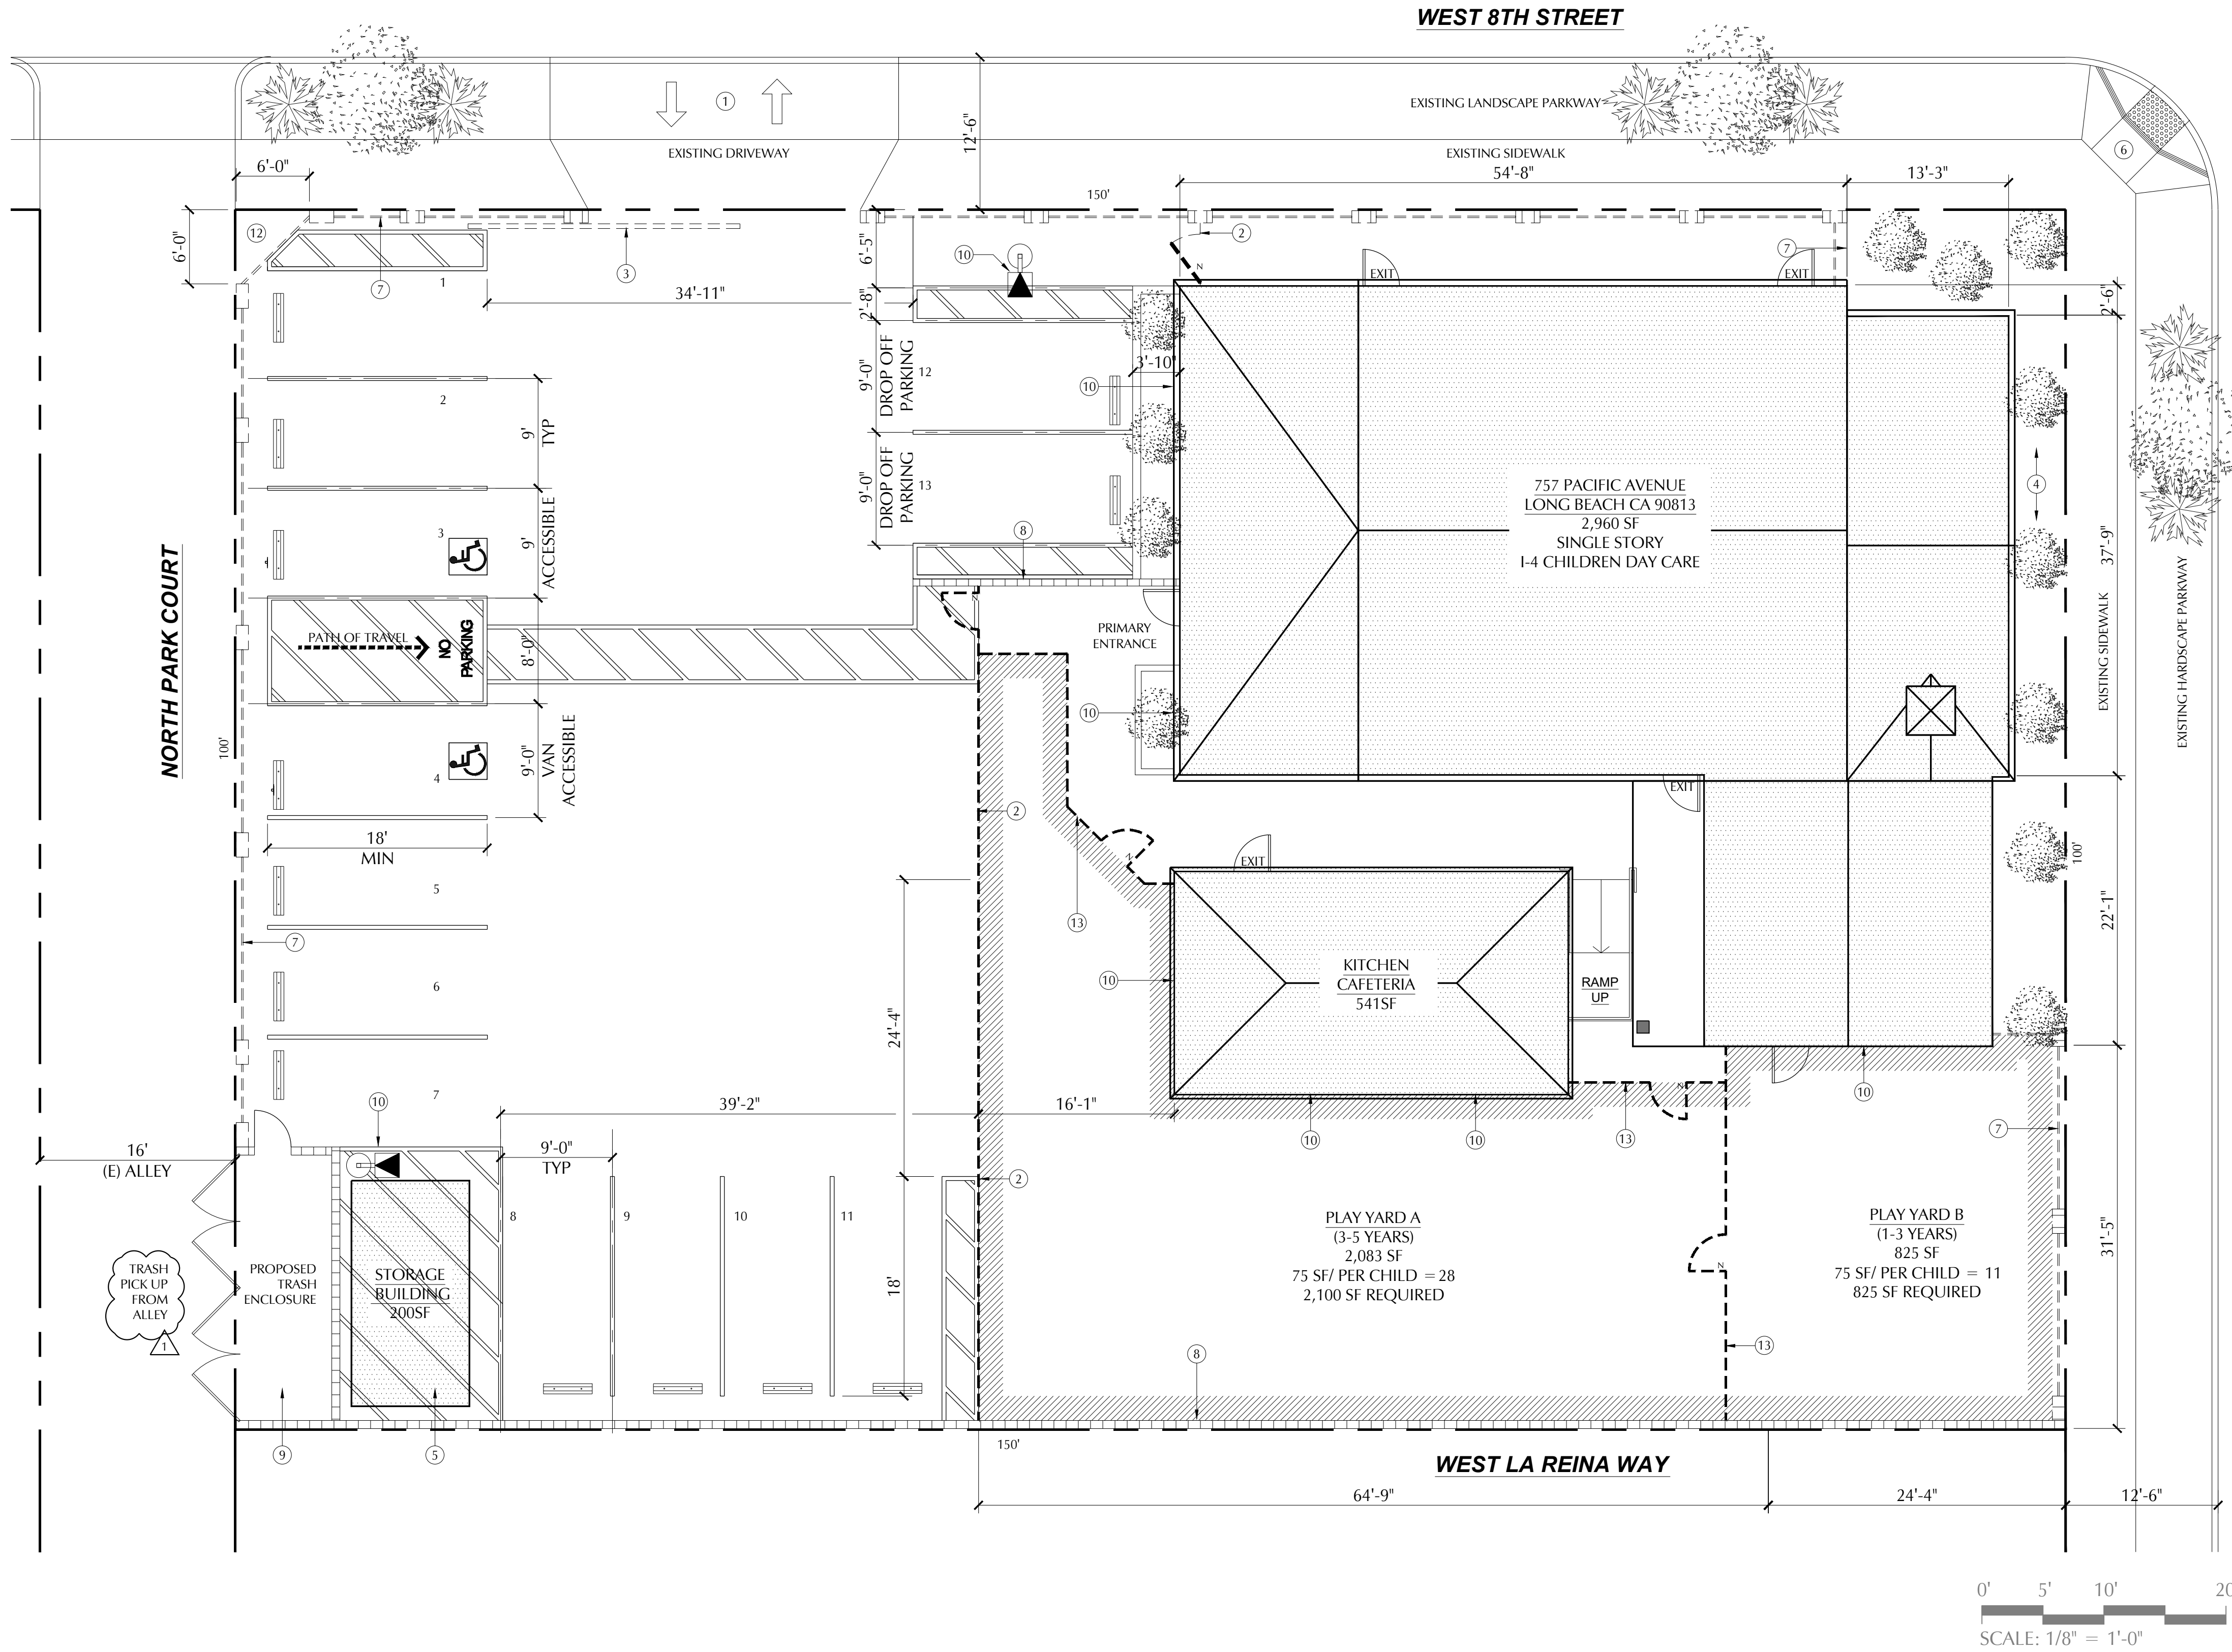 WEST 8TH STREET
1
EXISTING LANDSCAPE PARKWAY
12'-6"
EXISTING DRIVEWAY
EXISTING SIDEWALK
6
6'-0"
54'-8"
13'-3"
150'
6'-0"
12
7
3
6'-5"
10
2
N
EXIT
7
EXIT
1
34'-11"
2'-8"
2'-6"
9'-0"
DROP OFF
PARKING
12
3'-10"
10
2
9'
TYP
9'-0"
DROP OFF
PARKING
13
8
757 PACIFIC AVENUE
LONG BEACH CA 90813
2,960 SF
SINGLE STORY
I-4 CHILDREN DAY CARE
4
37'-9"
EXISTING SIDEWALK
EXISTING HARDSCAPE PARKWAY
3
9'
ACCESSIBLE
NORTH PARK COURT
PATH OF TRAVEL
NO
PARKING
8'-0"
N
PRIMARY
ENTRANCE
10
100'
4
9'-0"
VAN
ACCESSIBLE
2
EXIT
18'
MIN
N
EXIT
100'
5
13
22'-1"
7
6
10
KITCHEN
CAFETERIA
541SF
RAMP
UP
24'-4"
7
10
39'-2"
16'-1"
10
10
13
N
10
7
16'
(E) ALLEY
9'-0"
TYP
2
8
9
10
11
PLAY YARD A
(3-5 YEARS)
2,083 SF
75 SF/ PER CHILD = 28
2,100 SF REQUIRED
N
PLAY YARD B
(1-3 YEARS)
825 SF
75 SF/ PER CHILD = 11
825 SF REQUIRED
31'-5"
TRASH
PICK UP
FROM
ALLEY
1
PROPOSED
TRASH
ENCLOSURE
STORAGE
BUILDING
200SF
18'
8
13
9
5
150'
WEST LA REINA WAY
64'-9"
24'-4"
12'-6"
0' 5' 10' 20
SCALE: 1/8" = 1'-0"